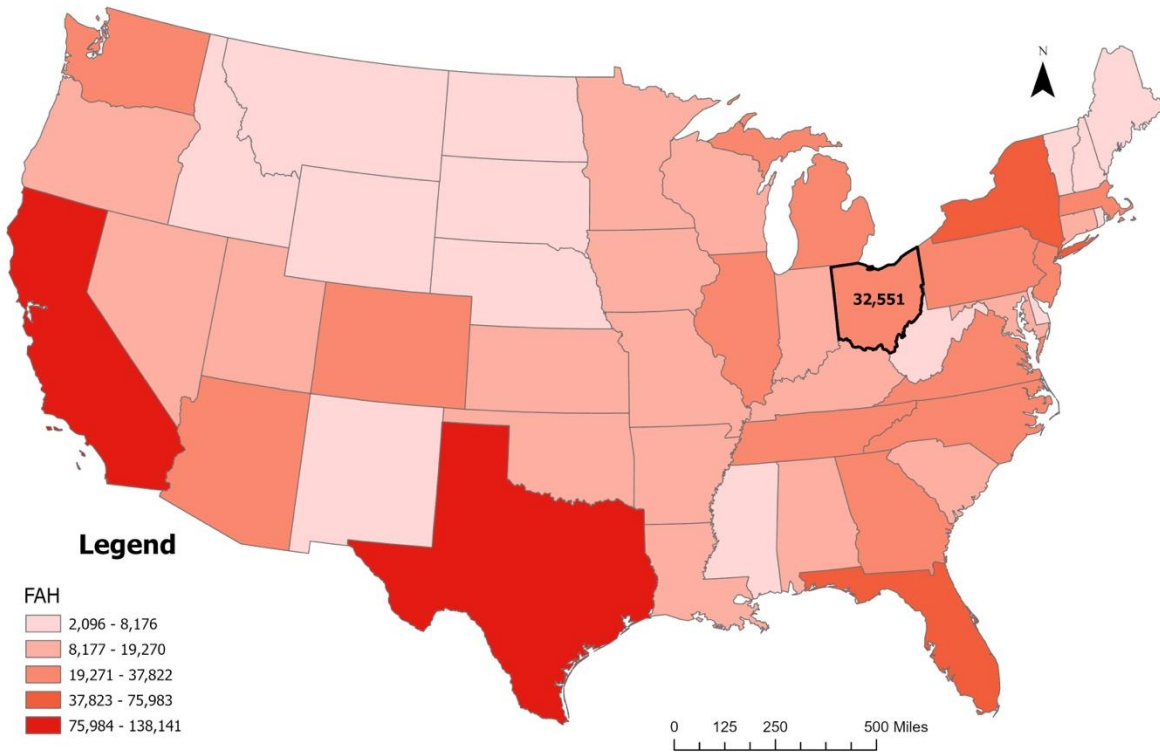 N
32,551
Legend
FAH
2,096 - 8,176
8,177 - 19,270
19,271 - 37,822
37,823 - 75,983
75,984 - 138,141
0 125 250 500 Miles